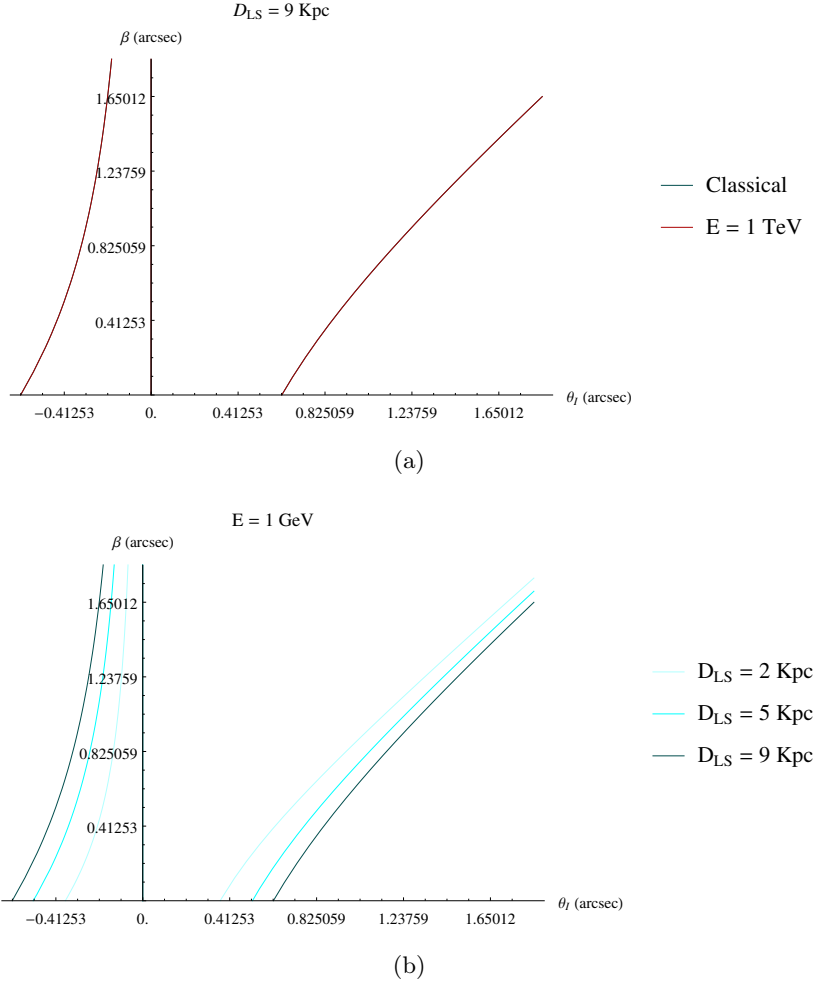 D_LS = 9 Kpc
β (arcsec)
1.65012
1.23759
0.825059
0.41253
−0.41253 0. 0.41253 0.825059 1.23759 1.65012 θ_I (arcsec)
Classical
E = 1 TeV
(a)
E = 1 GeV
β (arcsec)
1.65012
1.23759
0.825059
0.41253
−0.41253 0. 0.41253 0.825059 1.23759 1.65012 θ_I (arcsec)
D_LS = 2 Kpc
D_LS = 5 Kpc
D_LS = 9 Kpc
(b)